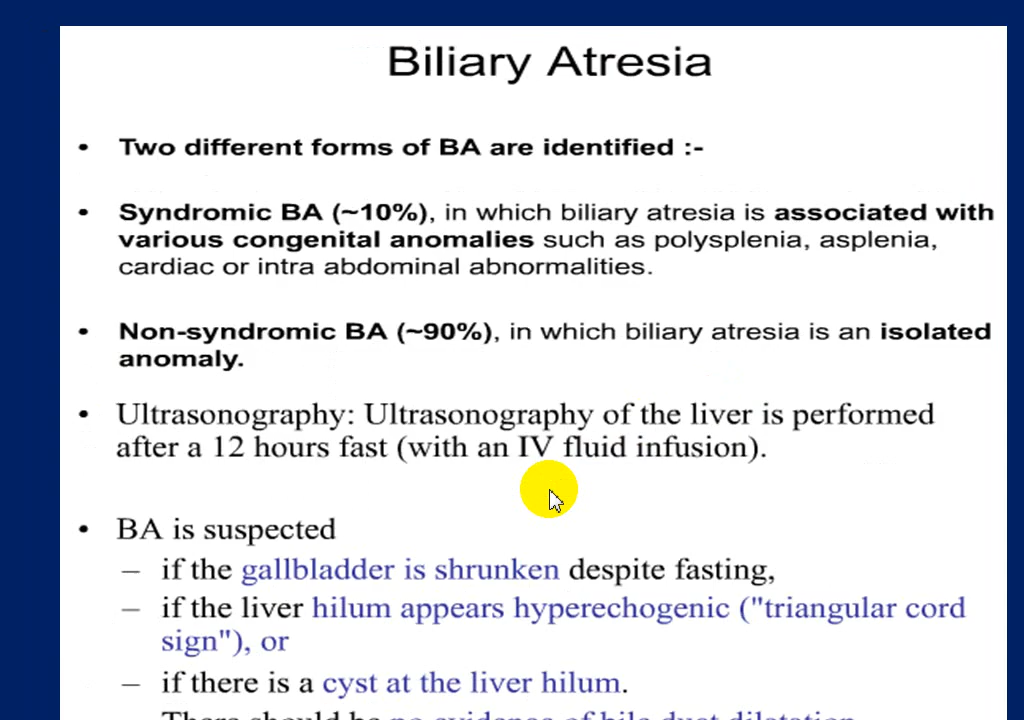 Biliary Atresia
• Two different forms of BA are identified :-
• Syndromic BA (~10%), in which biliary atresia is associated with
various congenital anomalies such as polysplenia, asplenia,
cardiac or intra abdominal abnormalities.
• Non-syndromic BA (~90%), in which biliary atresia is an isolated
anomaly.
• Ultrasonography: Ultrasonography of the liver is performed
after a 12 hours fast (with an IV fluid infusion).
• BA is suspected
– if the gallbladder is shrunken despite fasting,
– if the liver hilum appears hyperechogenic ("triangular cord
sign"), or
– if there is a cyst at the liver hilum.
There should be no evidence of bile duct dilatation